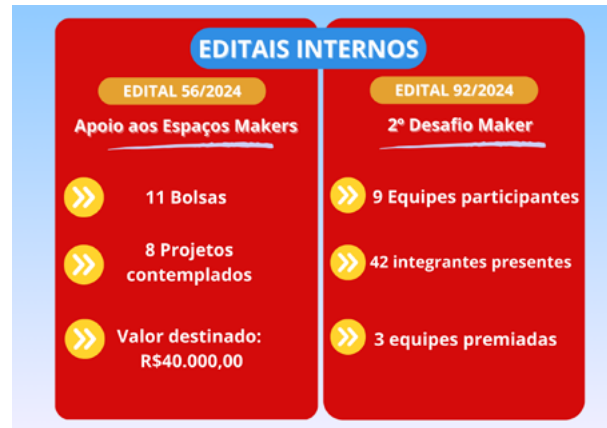 EDITAIS INTERNOS
EDITAL 56/2024
Apoio aos Espaços Makers
11 Bolsas
8 Projetos
contemplados
Valor destinado:
R$40.000,00
EDITAL 92/2024
2º Desafio Maker
9 Equipes participantes
42 integrantes presentes
3 equipes premiadas